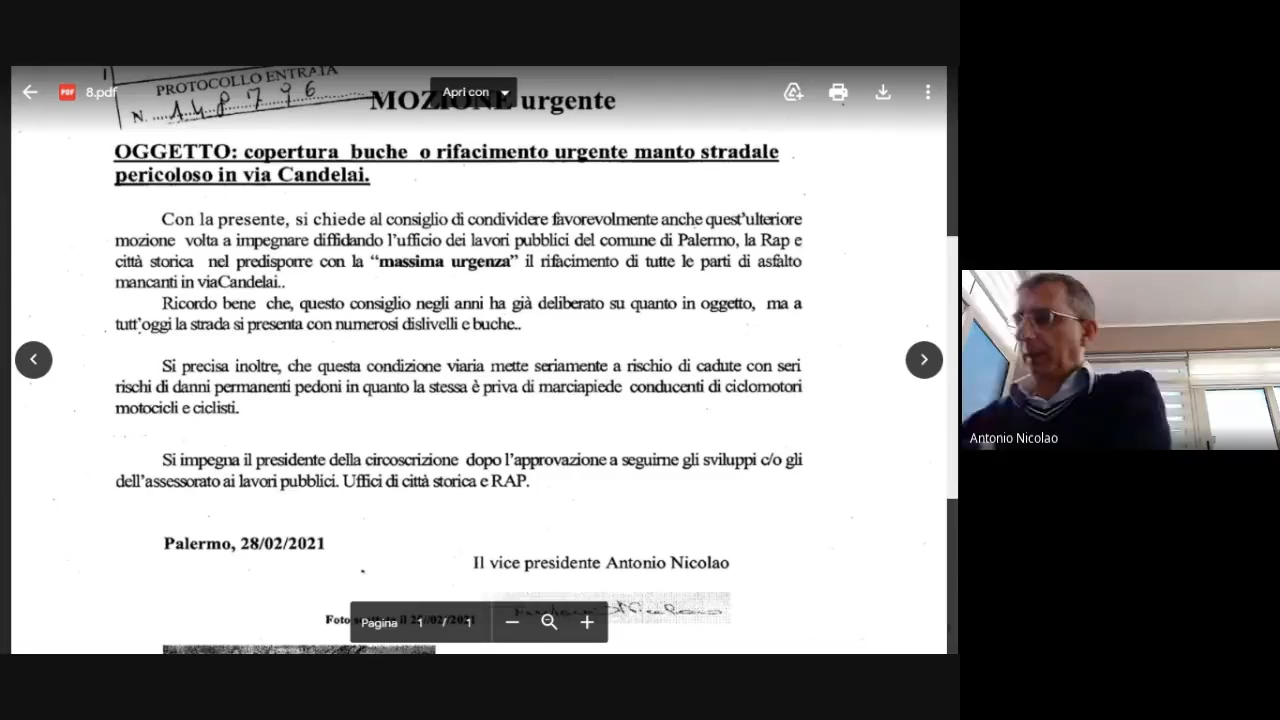 PROTOCOLLO ENTRATA
8.pdf
Apri con
N. 148796
MOZIONE urgente
OGGETTO: copertura buche o rifacimento urgente manto stradale
pericoloso in via Candelai.
Con la presente, si chiede al consiglio di condividere favorevolmente anche quest'ulteriore
mozione volta a impegnare diffidando l'ufficio dei lavori pubblici del comune di Palermo, la Rap e
città storica nel predisporre con la "massima urgenza" il rifacimento di tutte le parti di asfalto
mancanti in viaCandelai..
Ricordo bene che, questo consiglio negli anni ha già deliberato su quanto in oggetto, ma a
tutt'oggi la strada si presenta con numerosi dislivelli e buche..
Si precisa inoltre, che questa condizione viaria mette seriamente a rischio di cadute con seri
rischi di danni permanenti pedoni in quanto la stessa è priva di marciapiede conducenti di ciclomotori
motocicli e ciclisti.
Si impegna il presidente della circoscrizione dopo l'approvazione a seguirne gli sviluppi c/o gli
dell'assessorato ai lavori pubblici. Uffici di città storica e RAP.
Palermo, 28/02/2021
Il vice presidente Antonio Nicolao
Antonio Nicolao
Foto
Pagina 1 / 1